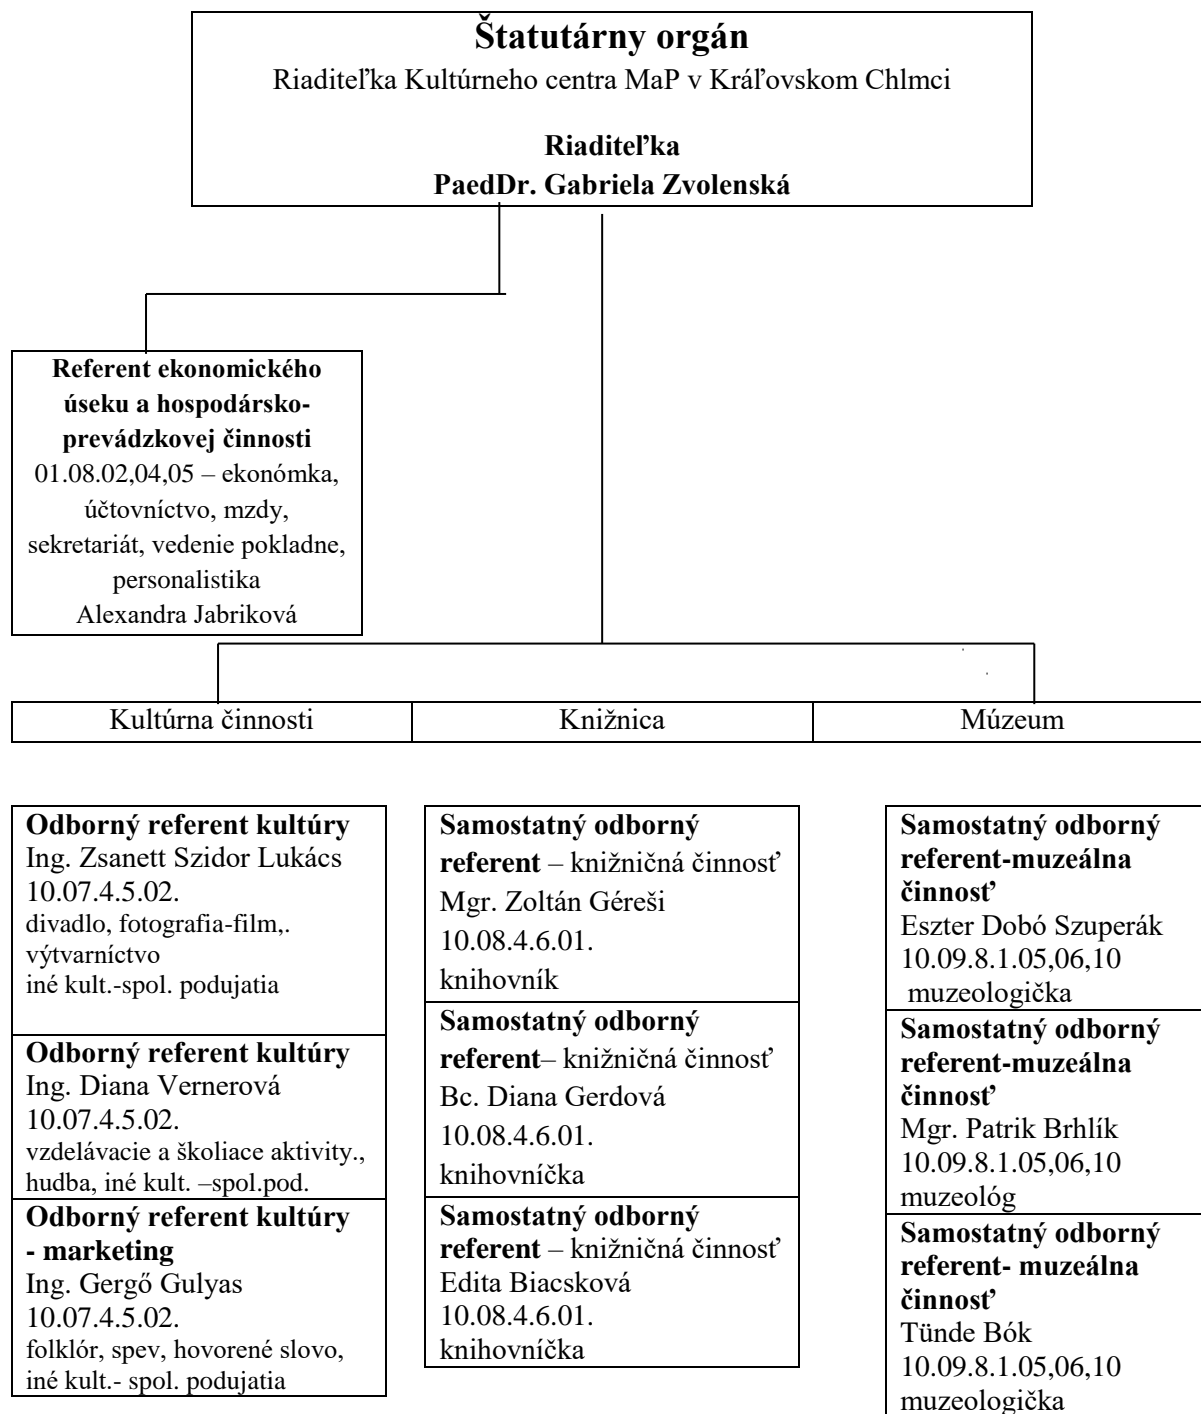 Štatutárny orgán
Riaditeľka Kultúrneho centra MaP v Kráľovskom Chlmci
Riaditeľka
PaedDr. Gabriela Zvolenská
Referent ekonomického
úseku a hospodársko-
prevádzkovej činnosti
01.08.02,04,05 – ekonómka,
účtovníctvo, mzdy,
sekretariát, vedenie pokladne,
personalistika
Alexandra Jabriková
Kultúrna činnosti
Knižnica
Múzeum
Odborný referent kultúry
Ing. Zsanett Szidor Lukács
10.07.4.5.02.
divadlo, fotografia-film,.
výtvarníctvo
iné kult.-spol. podujatia
Odborný referent kultúry
Ing. Diana Vernerová
10.07.4.5.02.
vzdelávacie a školiace aktivity.,
hudba, iné kult. –spol.pod.
Odborný referent kultúry
- marketing
Ing. Gergő Gulyas
10.07.4.5.02.
folklór, spev, hovorené slovo,
iné kult.- spol. podujatia
Samostatný odborný
referent – knižničná činnosť
Mgr. Zoltán Géreši
10.08.4.6.01.
knihovník
Samostatný odborný
referent– knižničná činnosť
Bc. Diana Gerdová
10.08.4.6.01.
knihovníčka
Samostatný odborný
referent – knižničná činnosť
Edita Biacsková
10.08.4.6.01.
knihovníčka
Samostatný odborný
referent-muzeálna
činnosť
Eszter Dobó Szuperák
10.09.8.1.05,06,10
muzeologička
Samostatný odborný
referent-muzeálna
činnosť
Mgr. Patrik Brhlík
10.09.8.1.05,06,10
muzeológ
Samostatný odborný
referent- muzeálna
činnosť
Tünde Bók
10.09.8.1.05,06,10
muzeologička